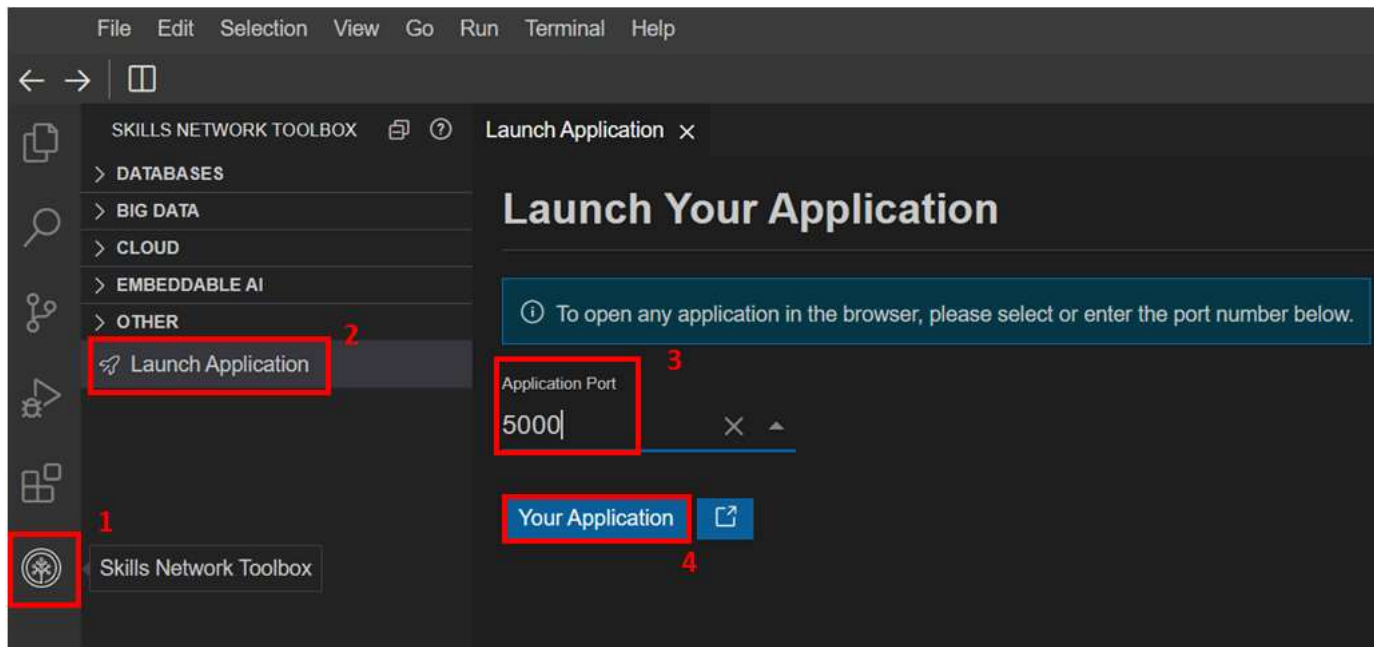 File Edit Selection View Go Run Terminal Help
SKILLS NETWORK TOOLBOX
DATABASES
BIG DATA
CLOUD
EMBEDDABLE AI
OTHER
2
Launch Application
1
Skills Network Toolbox
Launch Application
Launch Your Application
To open any application in the browser, please select or enter the port number below.
3
Application Port
5000
Your Application
4